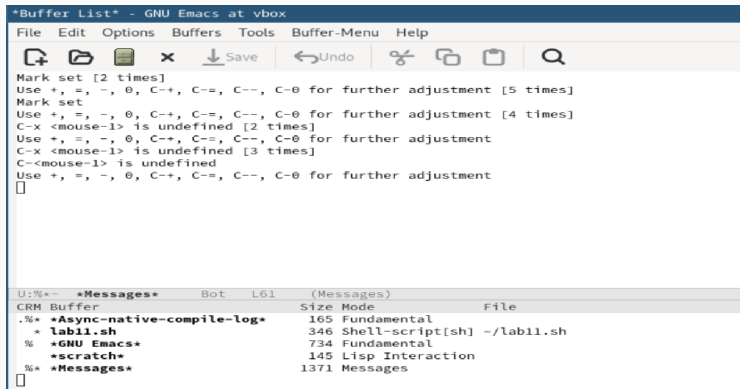 *Buffer List* - GNU Emacs at vbox
File Edit Options Buffers Tools Buffer-Menu Help
Save Undo
Mark set [2 times]
Use +, =, -, 0, C-+, C-=, C--, C-0 for further adjustment [5 times]
Mark set
Use +, =, -, 0, C-+, C-=, C--, C-0 for further adjustment [4 times]
C-x <mouse-1> is undefined [2 times]
Use +, =, -, 0, C-+, C-=, C--, C-0 for further adjustment
C-x <mouse-1> is undefined [3 times]
C-<mouse-1> is undefined
Use +, =, -, 0, C-+, C-=, C--, C-0 for further adjustment
U:%*- *Messages* Bot L61 (Messages)
CRM Buffer Size Mode File
.%* *Async-native-compile-log* 165 Fundamental
* lab11.sh 346 Shell-script[sh] ~/lab11.sh
% *GNU Emacs* 734 Fundamental
*scratch* 145 Lisp Interaction
%* *Messages* 1371 Messages